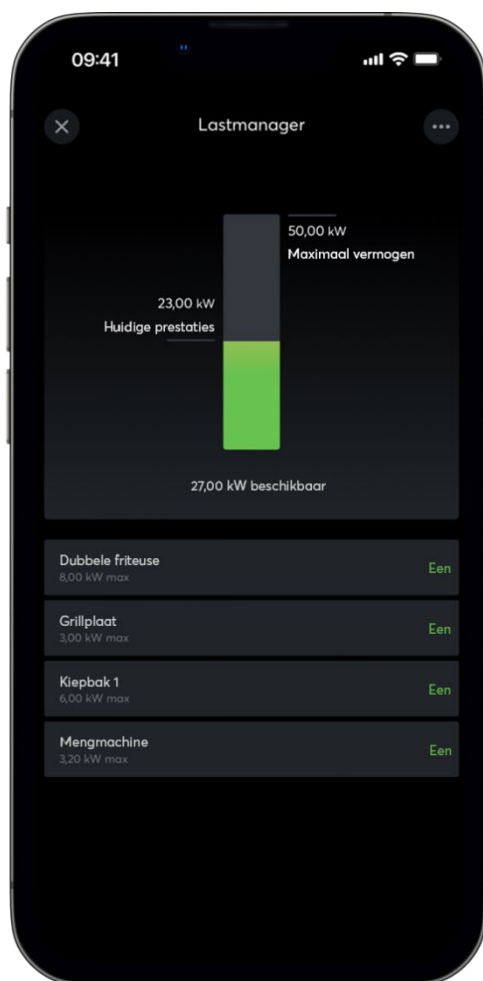 09:41
Lastmanager
50,00 kW
Maximaal vermogen
23,00 kW
Huidige prestaties
27,00 kW beschikbaar
Dubbele friteuse
8,00 kW max
Een
Grillplaat
3,00 kW max
Een
Kiepbak 1
6,00 kW max
Een
Mengmachine
3,20 kW max
Een